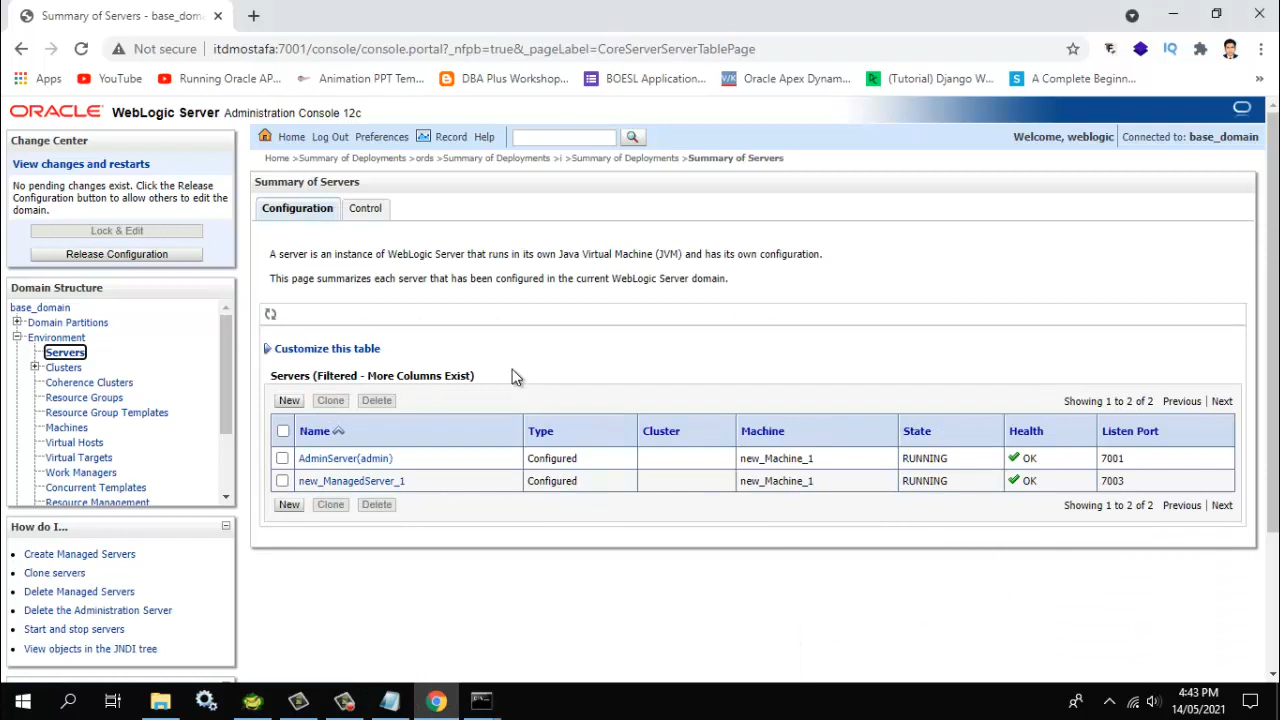 Summary of Servers - base_dom
Not secure
itdmostafa:7001/console/console.portal?_nfpb=true&_pageLabel=CoreServerServerTablePage
IQ
Apps
YouTube
Running Oracle AP...
Animation PPT Tem...
DBA Plus Workshop...
BOESL Application...
Oracle Apex Dynam...
(Tutorial) Django W...
A Complete Beginn...
ORACLE WebLogic Server Administration Console 12c
Change Center
View changes and restarts
No pending changes exist. Click the Release
Configuration button to allow others to edit the
domain.
Lock & Edit
Release Configuration
Domain Structure
base_domain
Domain Partitions
Environment
Servers
Clusters
Coherence Clusters
Resource Groups
Resource Group Templates
Machines
Virtual Hosts
Virtual Targets
Work Managers
Concurrent Templates
Resource Management
How do I...
Create Managed Servers
Clone servers
Delete Managed Servers
Delete the Administration Server
Start and stop servers
View objects in the JNDI tree
Home Log Out Preferences Record Help
Welcome, weblogic Connected to: base_domain
Home >Summary of Deployments >ords >Summary of Deployments >i >Summary of Deployments >Summary of Servers
Summary of Servers
Configuration Control
A server is an instance of WebLogic Server that runs in its own Java Virtual Machine (JVM) and has its own configuration.
This page summarizes each server that has been configured in the current WebLogic Server domain.
Customize this table
Servers (Filtered - More Columns Exist)
New Clone Delete Showing 1 to 2 of 2 Previous Next
Name Type Cluster Machine State Health Listen Port
AdminServer(admin) Configured new_Machine_1 RUNNING OK 7001
new_ManagedServer_1 Configured new_Machine_1 RUNNING OK 7003
New Clone Delete Showing 1 to 2 of 2 Previous Next
4:43 PM
14/05/2021